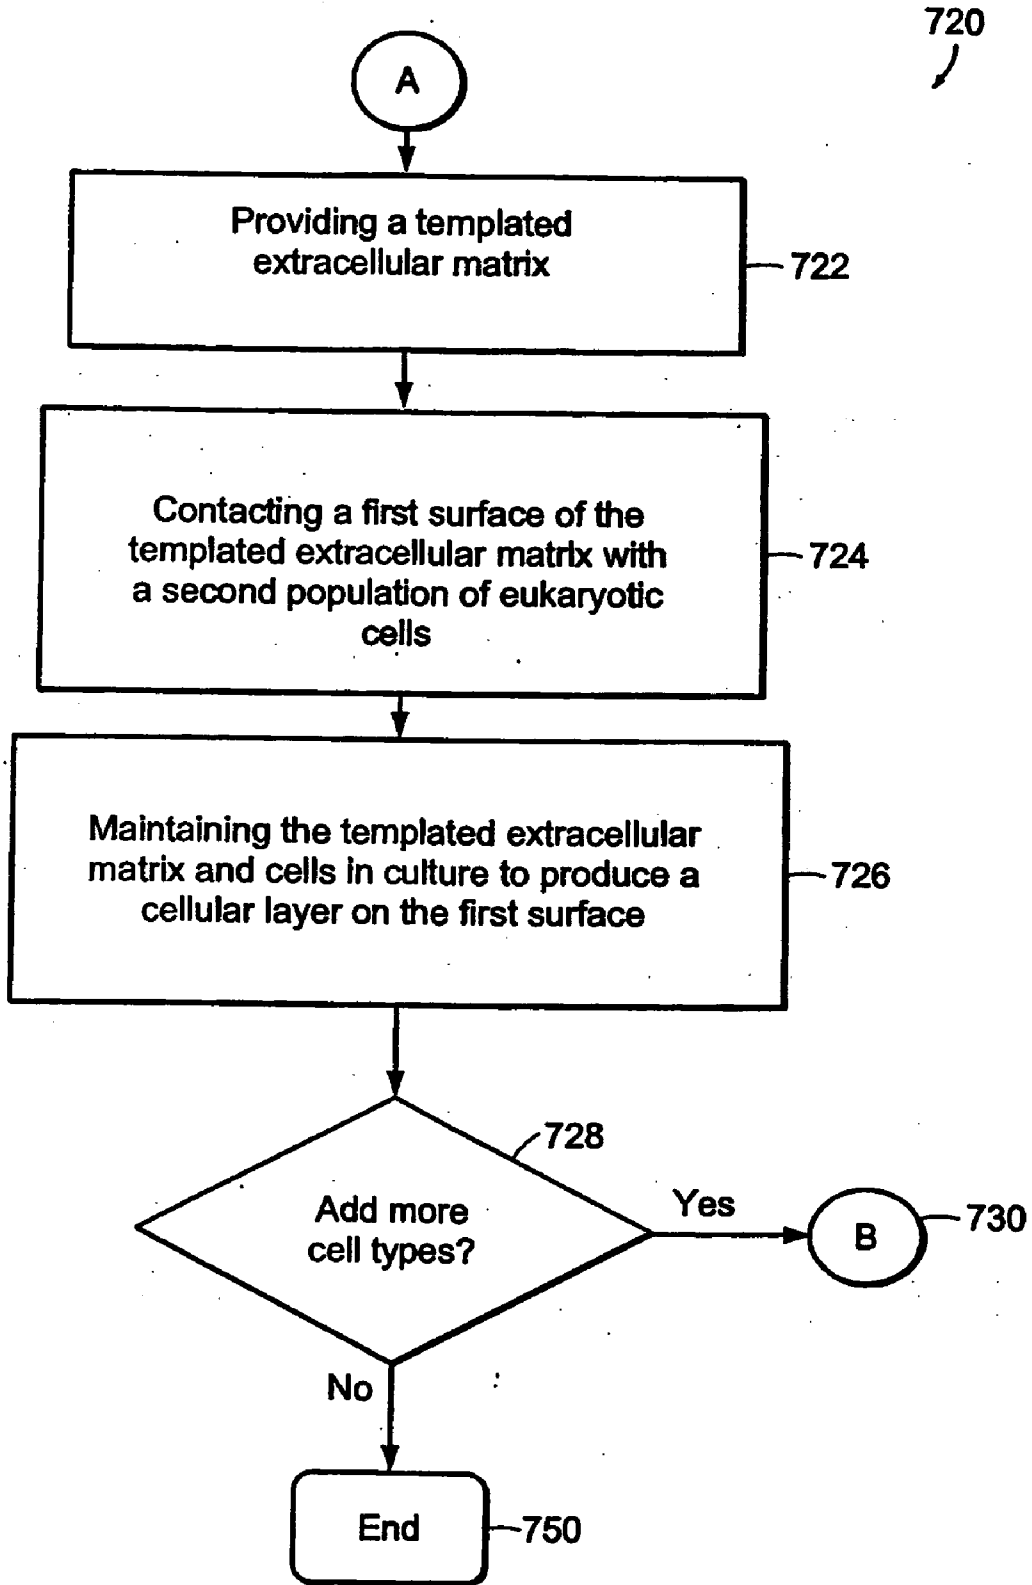 720
A
Providing a templated
extracellular matrix
722
Contacting a first surface of the
templated extracellular matrix with
a second population of eukaryotic
cells
724
Maintaining the templated extracellular
matrix and cells in culture to produce a
cellular layer on the first surface
726
728
Add more
cell types?
Yes
B
730
No
End
750